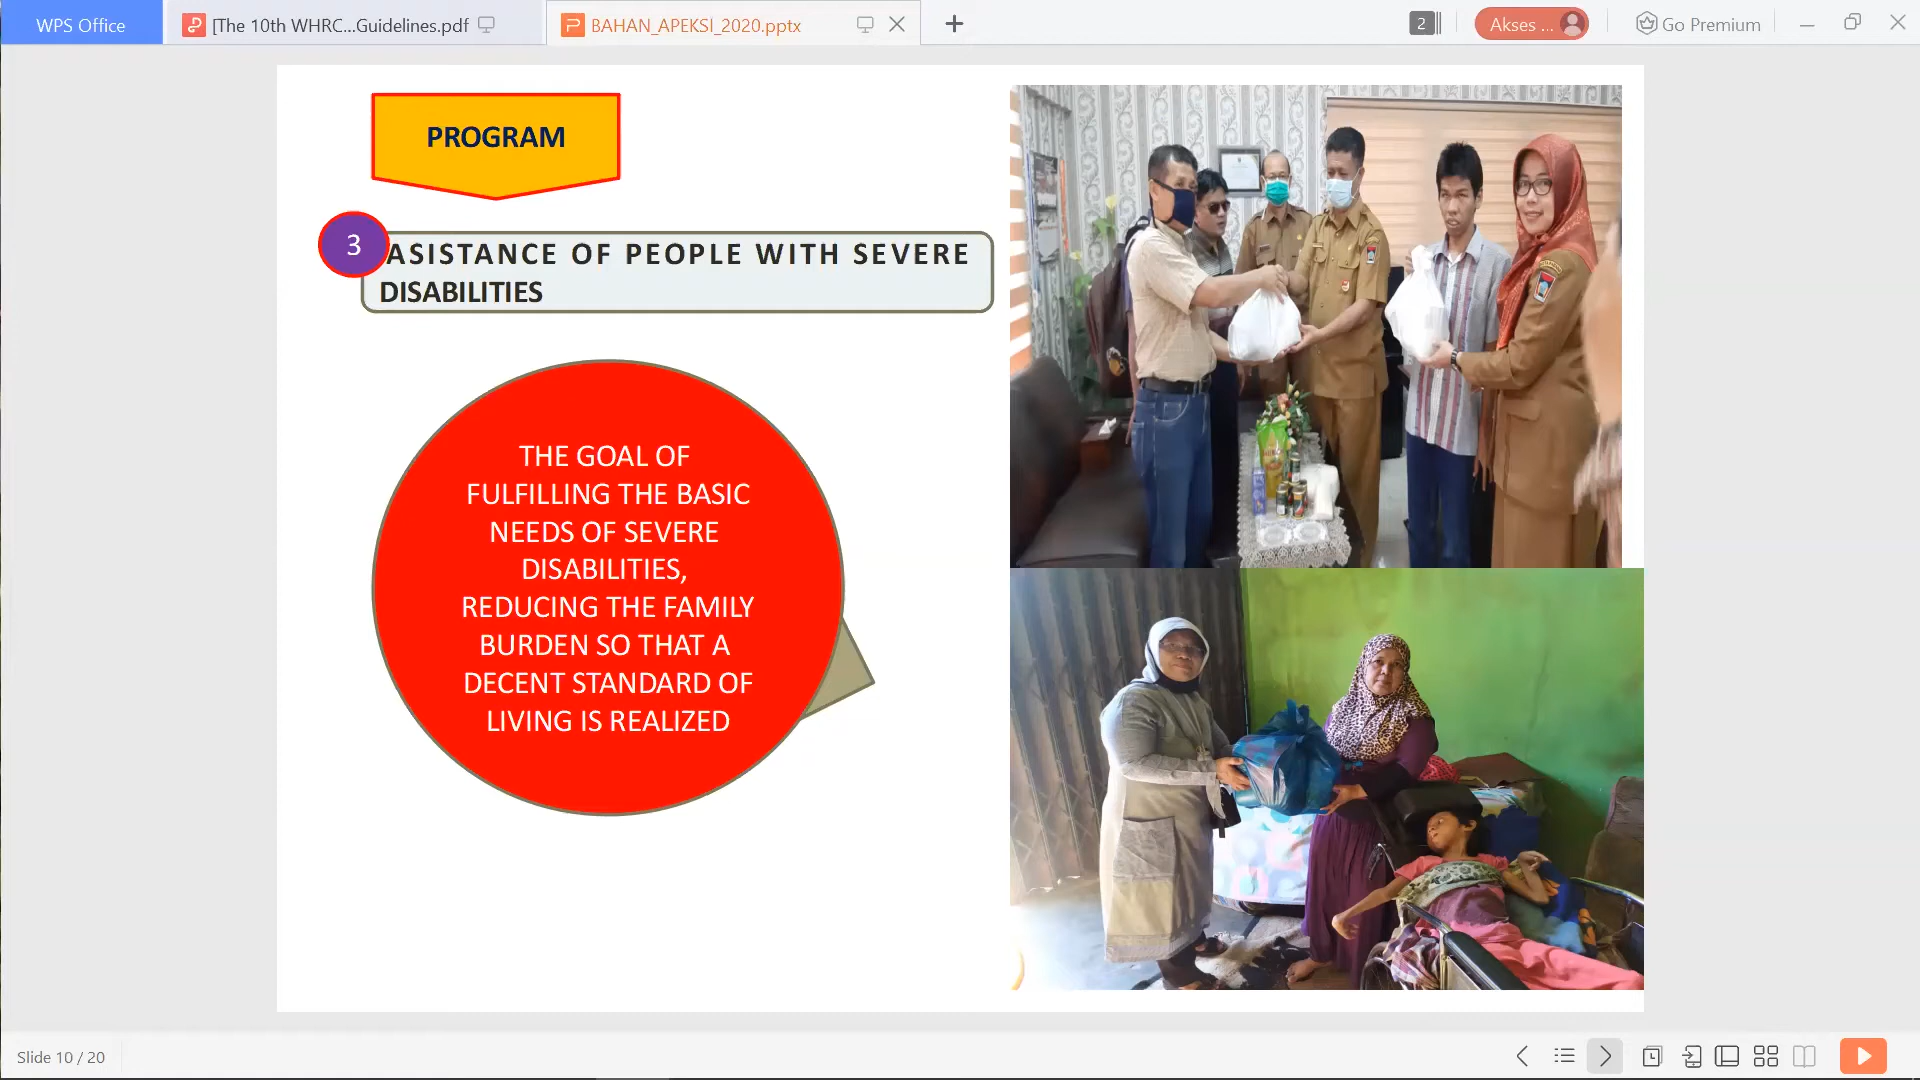 WPS Office
[The 10th WHRC...Guidelines.pdf
BAHAN_APEKSI_2020.pptx
2
Akses ...
Go Premium
PROGRAM
3
ASISTANCE OF PEOPLE WITH SEVERE
DISABILITIES
THE GOAL OF
FULFILLING THE BASIC
NEEDS OF SEVERE
DISABILITIES,
REDUCING THE FAMILY
BURDEN SO THAT A
DECENT STANDARD OF
LIVING IS REALIZED
Slide 10 / 20